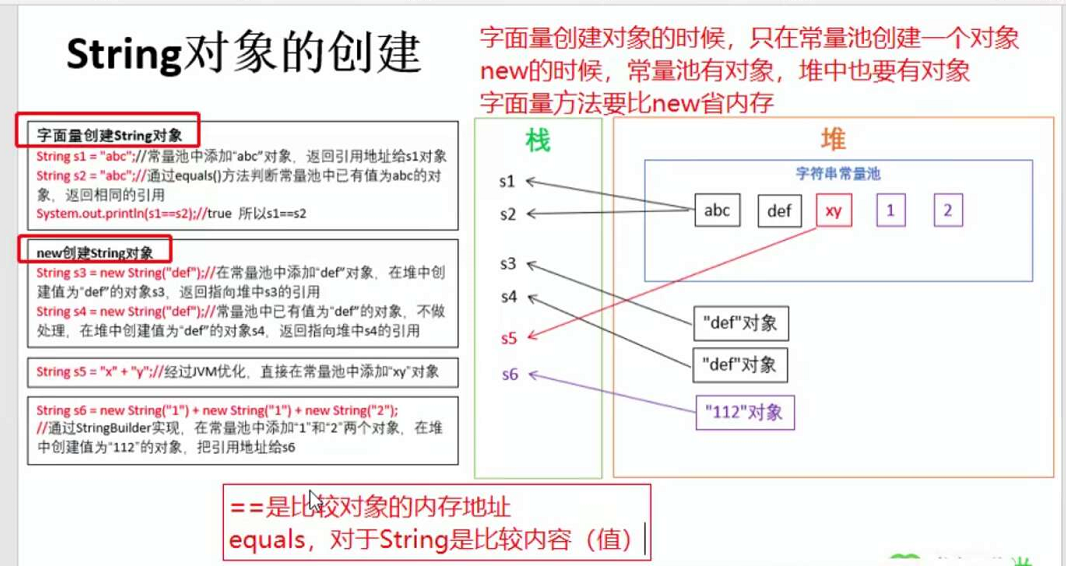 String对象的创建
字面量创建对象的时候，只在常量池创建一个对象
new的时候，常量池有对象，堆中也要有对象
字面量方法要比new省内存
字面量创建String对象
String s1 = "abc";//常量池中添加“abc”对象，返回引用地址给s1对象
String s2 = "abc";//通过equals()方法判断常量池中已有值为abc的对
象，返回相同的引用
System.out.println(s1==s2);//true 所以s1==s2
new创建String对象
String s3 = new String("def");//在常量池中添加“def”对象，在堆中创
建值为“def”的对象s3，返回指向堆中s3的引用
String s4 = new String("def");//常量池中已有值为“def”的对象，不做
处理，在堆中创建值为“def”的对象s4，返回指向堆中s4的引用
String s5 = "x" + "y";//经过JVM优化，直接在常量池中添加“xy”对象
String s6 = new String("1") + new String("1") + new String("2");
//通过StringBuilder实现，在常量池中添加“1”和“2”两个对象，在堆
中创建值为“112”的对象，把引用地址给s6
栈
s1
s2
s3
s4
s5
s6
堆
字符串常量池
abc def xy 1 2
"def"对象
"def"对象
"112"对象
==是比较对象的内存地址
equals，对于String是比较内容（值）